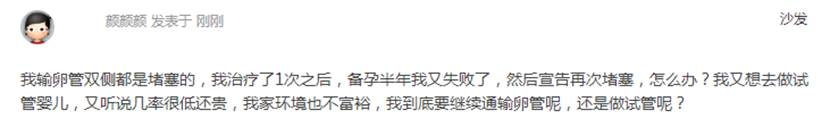 颜颜颜 发表于 刚刚
沙发
我输卵管双侧都是堵塞的，我治疗了1次之后，备孕半年我又失败了，然后宣告再次堵塞，怎么办？我又想去做试
管婴儿，又听说几率很低还贵，我家环境也不富裕，我到底要继续通输卵管呢，还是做试管呢？